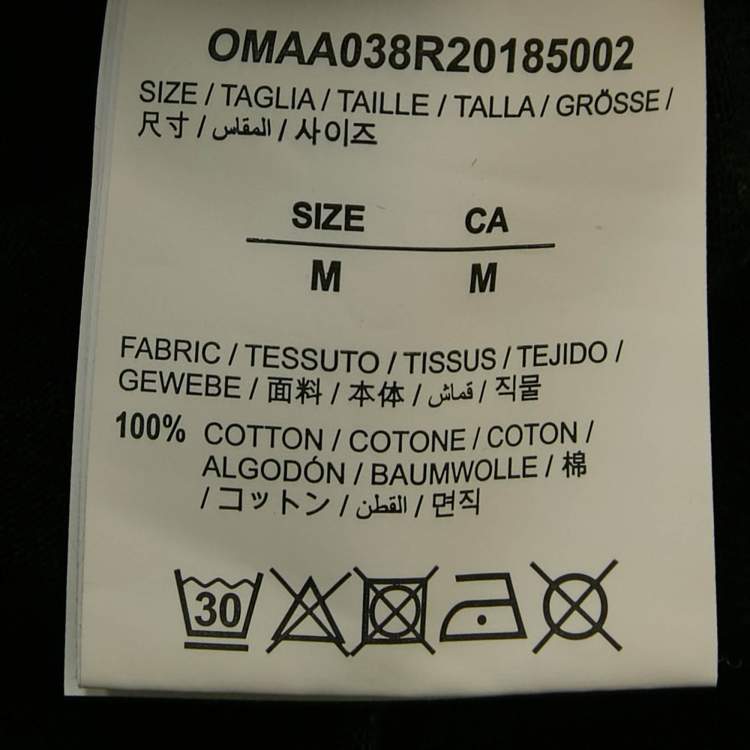 OMAA038R20185002
SIZE / TAGLIA / TAILLE / TALLA / GRÖSSE /
尺寸 / المقاس / 사이즈
SIZE CA
M M
FABRIC / TESSUTO / TISSUS / TEJIDO /
GEWEBE / 面料 / 本体 / قماش / 직물
100% COTTON / COTONE / COTON /
ALGODÓN / BAUMWOLLE / 棉
/ コットン / القطن / 면직
30